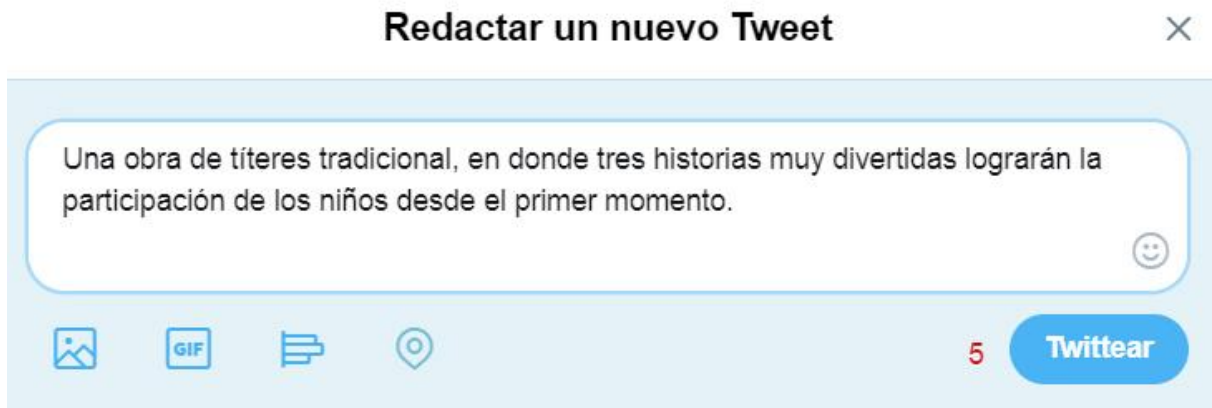 Redactar un nuevo Tweet
Una obra de títeres tradicional, en donde tres historias muy divertidas lograrán la
participación de los niños desde el primer momento.
GIF
5
Twittear